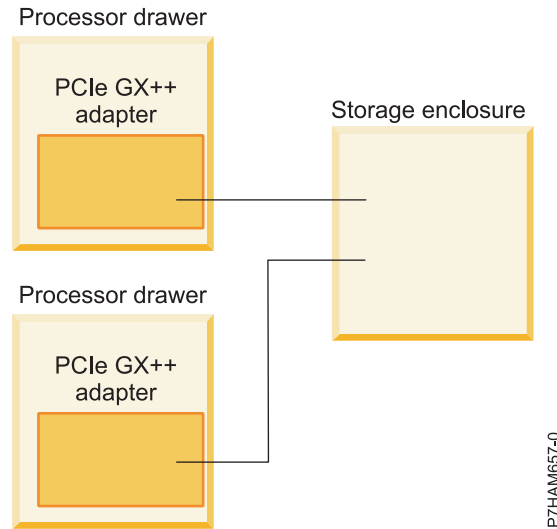 Processor drawer
PCIe GX++
adapter
Storage enclosure
Processor drawer
PCIe GX++
adapter
P7HAM657-0